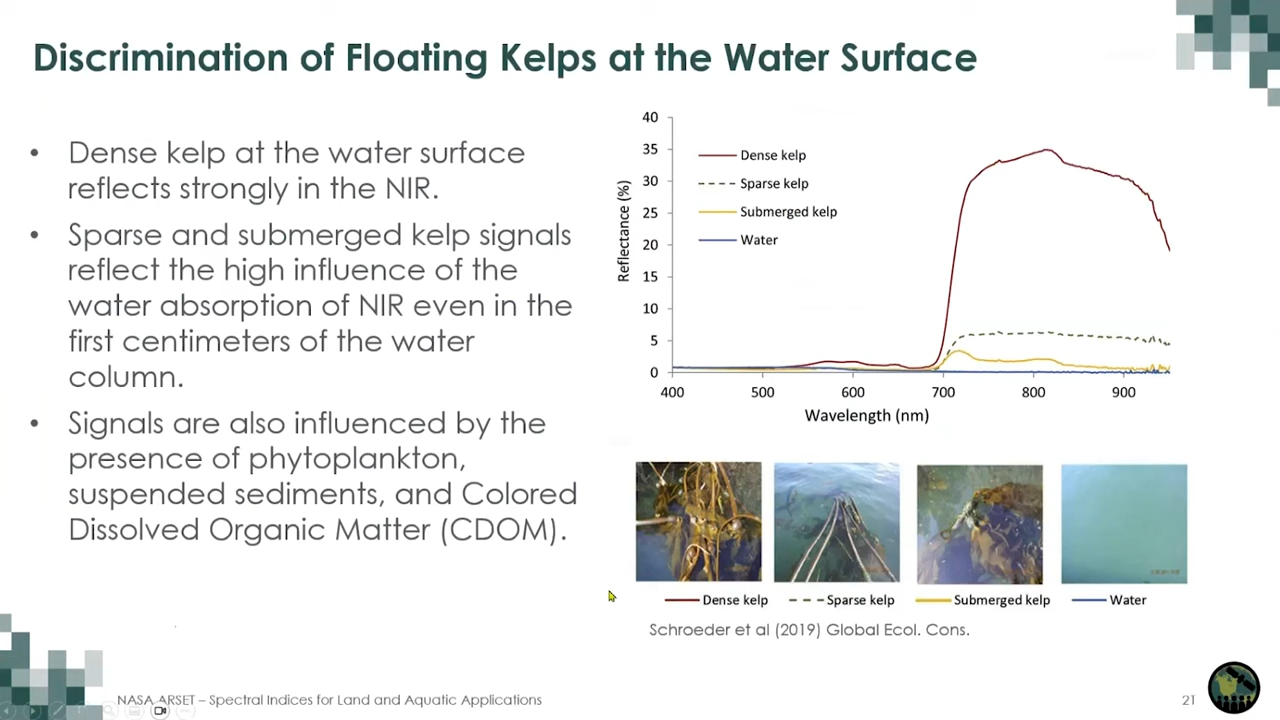 Discrimination of Floating Kelps at the Water Surface
• Dense kelp at the water surface
reflects strongly in the NIR.
• Sparse and submerged kelp signals
reflect the high influence of the
water absorption of NIR even in the
first centimeters of the water
column.
• Signals are also influenced by the
presence of phytoplankton,
suspended sediments, and Colored
Dissolved Organic Matter (CDOM).
40
35
30
25
20
15
10
5
0
Reflectance (%)
Dense kelp
Sparse kelp
Submerged kelp
Water
400 500 600 700 800 900
Wavelength (nm)
Dense kelp Sparse kelp Submerged kelp Water
Schroeder et al (2019) Global Ecol. Cons.
NASA ARSET – Spectral Indices for Land and Aquatic Applications
21